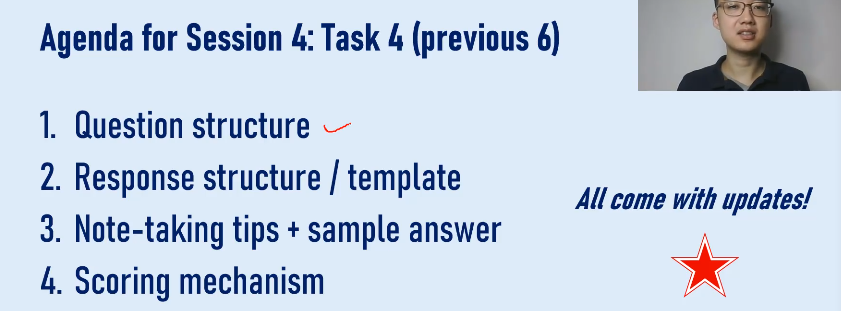 Agenda for Session 4: Task 4 (previous 6)
1. Question structure
2. Response structure / template
3. Note-taking tips + sample answer
4. Scoring mechanism
All come with updates!